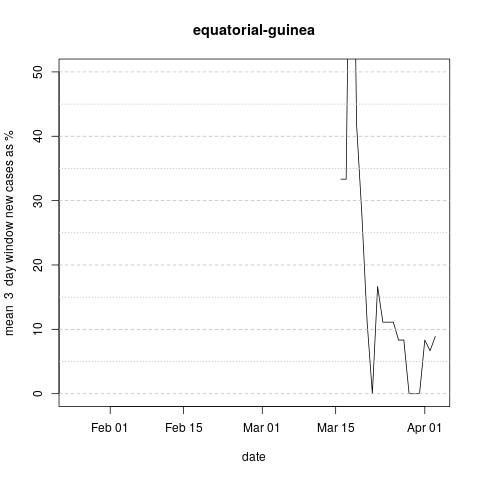 equatorial-guinea
mean 3 day window new cases as %
50
40
30
20
10
0
Feb 01 Feb 15 Mar 01 Mar 15 Apr 01
date